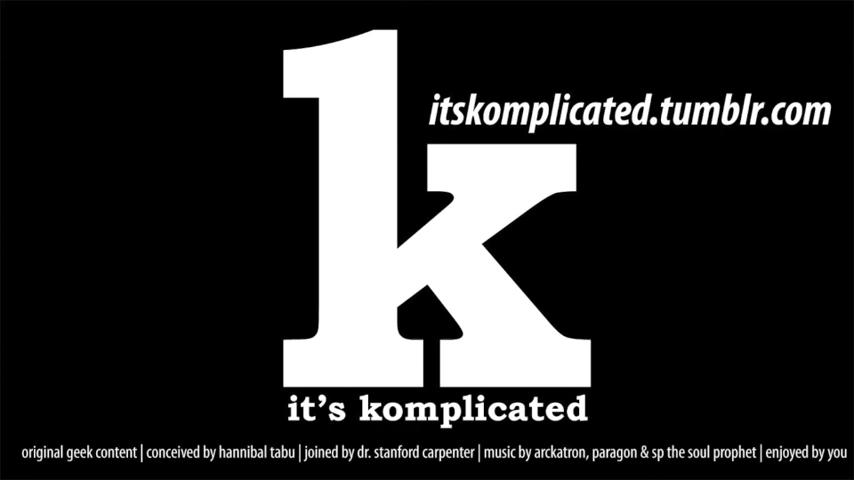 k
itskomplicated.tumblr.com
it's komplicated
original geek content | conceived by hannibal tabu | joined by dr. stanford carpenter | music by arckatron, paragon & sp the soul prophet | enjoyed by you